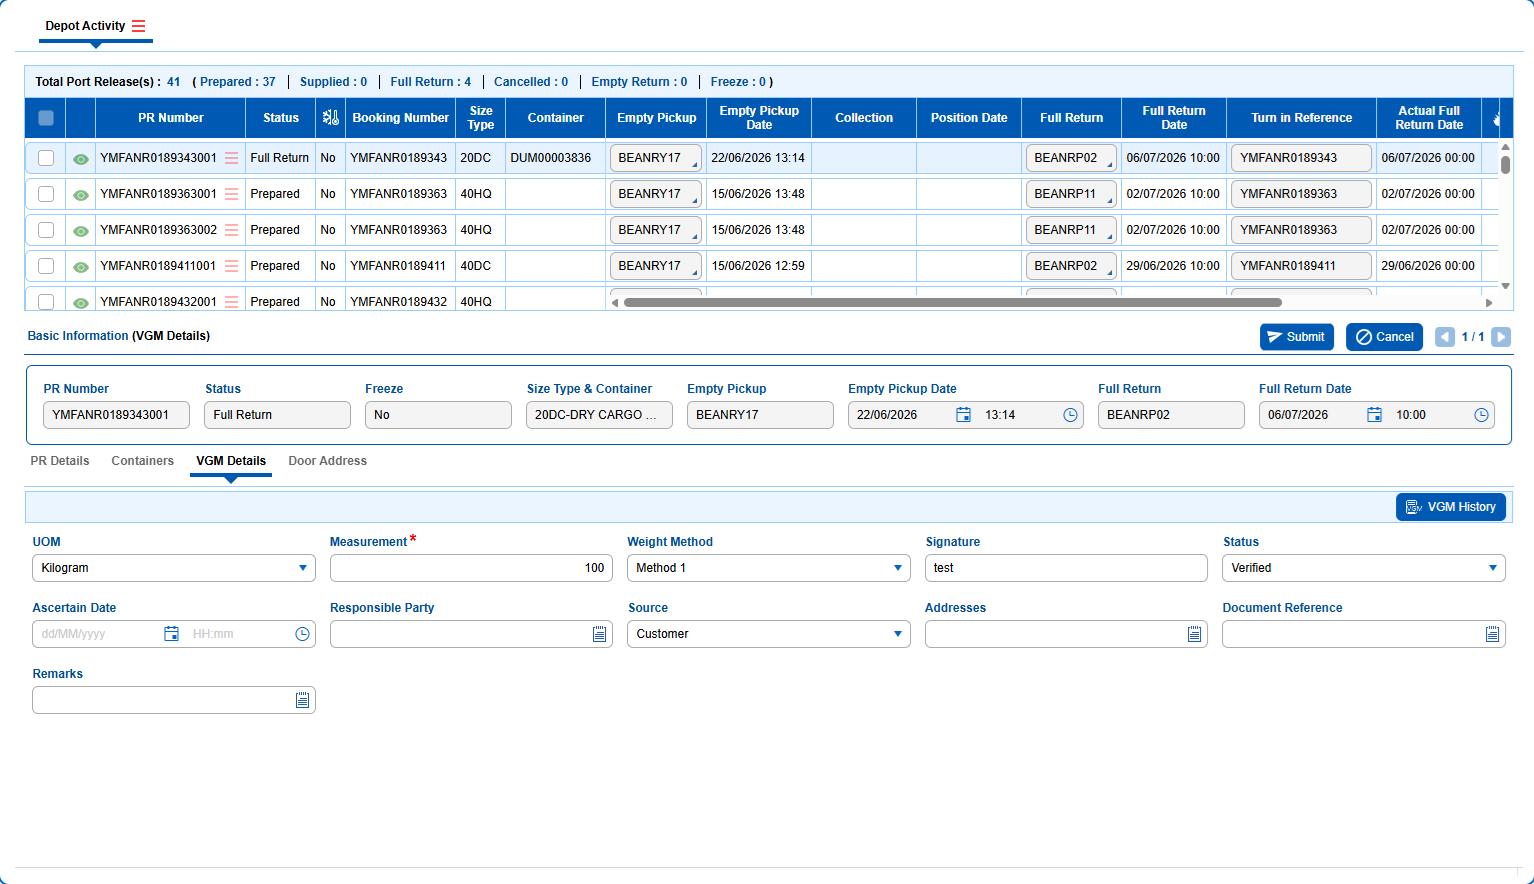 Depot Activity
Total Port Release(s) : 41 ( Prepared : 37 | Supplied : 0 | Full Return : 4 | Cancelled : 0 | Empty Return : 0 | Freeze : 0 )
PR Number Status Booking Number Size Type Container Empty Pickup Empty Pickup Date Collection Position Date Full Return Full Return Date Turn in Reference Actual Full Return Date
YMFANR0189343001 Full Return No YMFANR0189343 20DC DUM00003836 BEANRY17 22/06/2026 13:14 BEANRP02 06/07/2026 10:00 YMFANR0189343 06/07/2026 00:00
YMFANR0189363001 Prepared No YMFANR0189363 40HQ BEANRY17 15/06/2026 13:48 BEANRP11 02/07/2026 10:00 YMFANR0189363 02/07/2026 00:00
YMFANR0189363002 Prepared No YMFANR0189363 40HQ BEANRY17 15/06/2026 13:48 BEANRP11 02/07/2026 10:00 YMFANR0189363 02/07/2026 00:00
YMFANR0189411001 Prepared No YMFANR0189411 40DC BEANRY17 15/06/2026 12:59 BEANRP02 29/06/2026 10:00 YMFANR0189411 29/06/2026 00:00
YMFANR0189432001 Prepared No YMFANR0189432 40HQ
Basic Information (VGM Details) Submit Cancel 1 / 1
PR Number Status Freeze Size Type & Container Empty Pickup Empty Pickup Date Full Return Full Return Date
YMFANR0189343001 Full Return No 20DC-DRY CARGO ... BEANRY17 22/06/2026 13:14 BEANRP02 06/07/2026 10:00
PR Details Containers VGM Details Door Address
VGM History
UOM Measurement* Weight Method Signature Status
Kilogram 100 Method 1 test Verified
Ascertain Date Responsible Party Source Addresses Document Reference
dd/MM/yyyy HH:mm Customer
Remarks